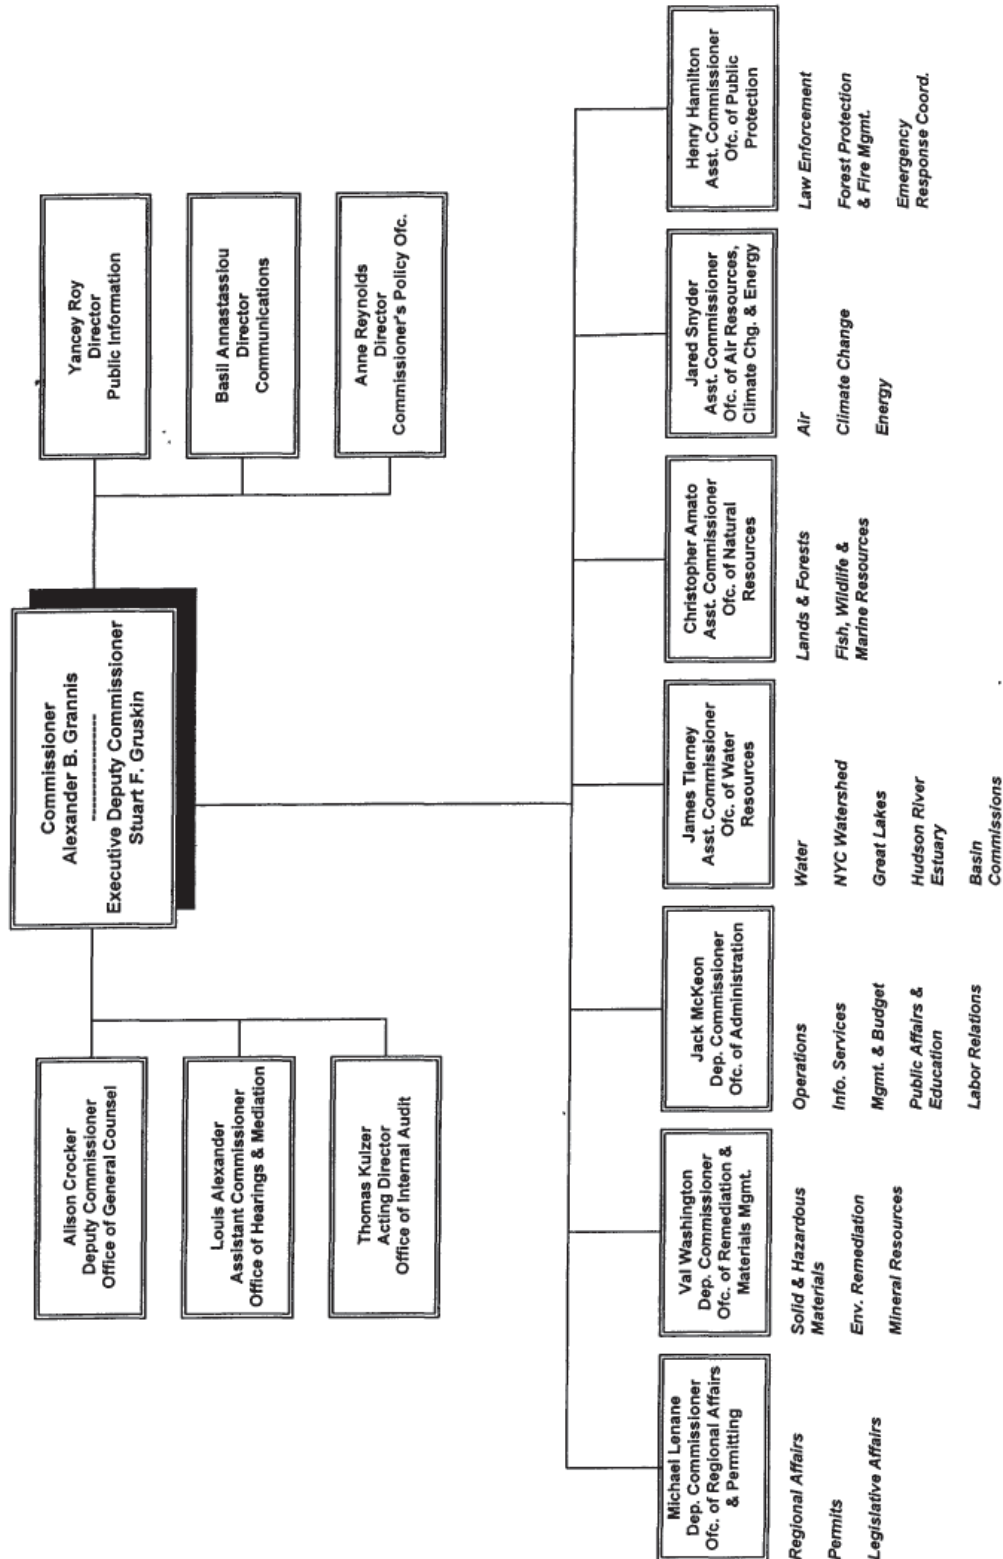 Commissioner
Alexander B. Grannis
----------------
Executive Deputy Commissioner
Stuart F. Gruskin
Alison Crocker
Deputy Commissioner
Office of General Counsel
Louis Alexander
Assistant Commissioner
Office of Hearings & Mediation
Thomas Kulzer
Acting Director
Office of Internal Audit
Yancey Roy
Director
Public Information
Basil Annastassiou
Director
Communications
Anne Reynolds
Director
Commissioner's Policy Ofc.
Michael Lenane
Dep. Commissioner
Ofc. of Regional Affairs
& Permitting
Regional Affairs
Permits
Legislative Affairs
Val Washington
Dep. Commissioner
Ofc. of Remediation &
Materials Mgmt.
Solid & Hazardous
Materials
Env. Remediation
Mineral Resources
Jack McKeon
Dep. Commissioner
Ofc. of Administration
Operations
Info. Services
Mgmt. & Budget
Public Affairs &
Education
Labor Relations
James Tierney
Asst. Commissioner
Ofc. of Water
Resources
Water
NYC Watershed
Great Lakes
Hudson River
Estuary
Basin
Commissions
Christopher Amato
Asst. Commissioner
Ofc. of Natural
Resources
Lands & Forests
Fish, Wildlife &
Marine Resources
Jared Snyder
Asst. Commissioner
Ofc. of Air Resources,
Climate Chg. & Energy
Air
Climate Change
Energy
Henry Hamilton
Asst. Commissioner
Ofc. of Public
Protection
Law Enforcement
Forest Protection
& Fire Mgmt.
Emergency
Response Coord.